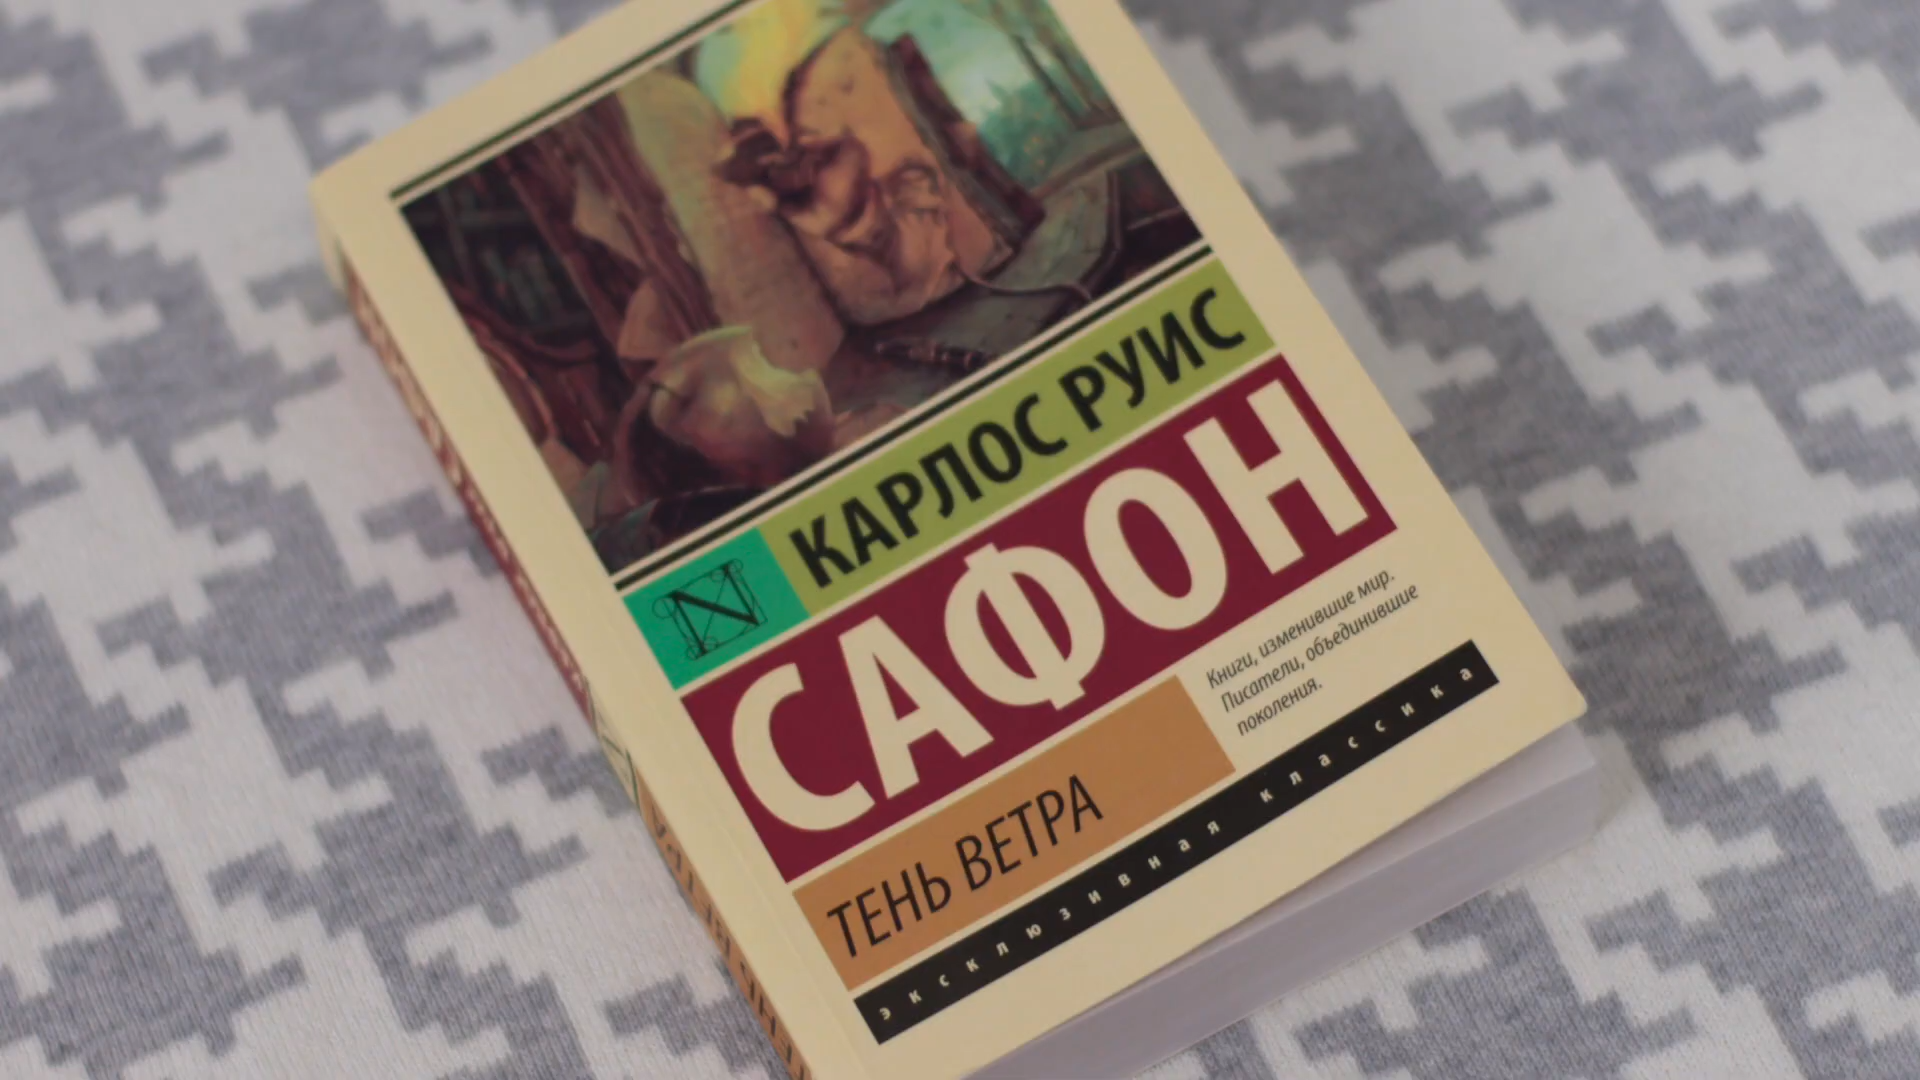 N
КАРЛОС РУИС
САФОН
Книги, изменившие мир.
Писатели, объединившие
поколения.
ТЕНЬ ВЕТРА
эксклюзивная классика